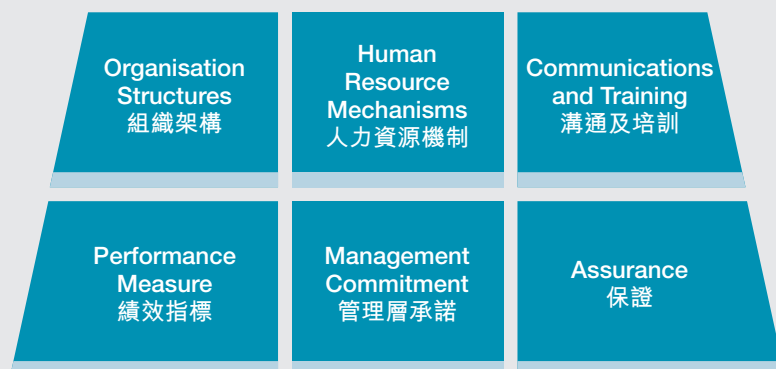 Organisation
Structures
組織架構
Human
Resource
Mechanisms
人力資源機制
Communications
and Training
溝通及培訓
Performance
Measure
績效指標
Management
Commitment
管理層承諾
Assurance
保證